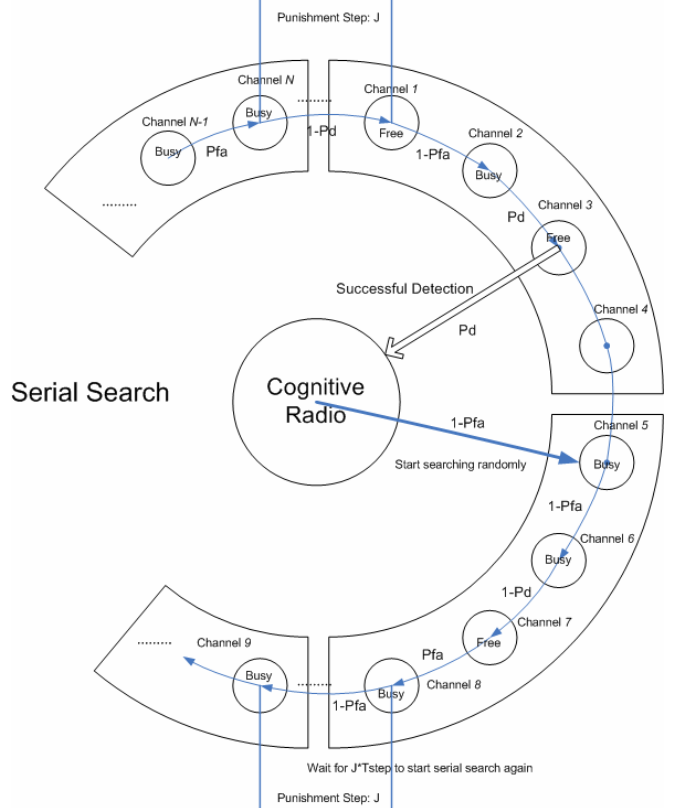 Punishment Step: J
Channel N
.........
Channel 1
Channel N-1
Busy
Free
1-Pd
Busy
Pfa
1-Pfa
Channel 2
Busy
.........
Pd
Channel 3
Free
Successful Detection
Pd
Channel 4
Serial Search
Cognitive
Radio
1-Pfa
Start searching randomly
Channel 5
Busy
1-Pfa
Channel 6
Busy
1-Pd
Channel 7
Free
.........
Channel 9
Pfa
Channel 8
Busy
.........
Busy
1-Pfa
Wait for J*Tstep to start serial search again
Punishment Step: J